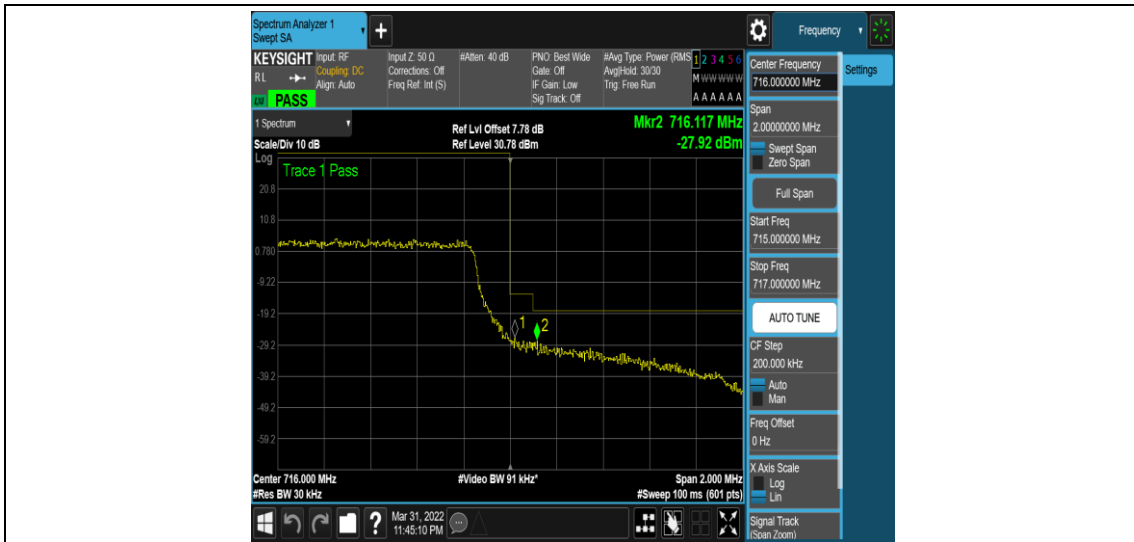 Spectrum Analyzer 1
Swept SA
+
Frequency
KEYSIGHT
RL
PASS
Input: RF
Coupling: DC
Align: Auto
Input Z: 50 Ω
Corrections: Off
Freq Ref: Int (S)
#Atten: 40 dB
PNO: Best Wide
Gate: Off
IF Gain: Low
Sig Track: Off
#Avg Type: Power (RMS
Avg|Hold: 30/30
Trig: Free Run
1 2 3 4 5 6
M W W W W W
A A A A A A
1 Spectrum
Scale/Div 10 dB
Ref Lvl Offset 7.78 dB
Ref Level 30.78 dBm
Mkr2 716.117 MHz
-27.92 dBm
Log
Trace 1 Pass
20.8
10.8
0.780
-9.22
-19.2
-29.2
-39.2
-49.2
-59.2
1
2
Center 716.000 MHz
#Res BW 30 kHz
#Video BW 91 kHz*
Span 2.000 MHz
#Sweep 100 ms (601 pts)
Center Frequency
716.000000 MHz
Settings
Span
2.00000000 MHz
Swept Span
Zero Span
Full Span
Start Freq
715.000000 MHz
Stop Freq
717.000000 MHz
AUTO TUNE
CF Step
200.000 kHz
Auto
Man
Freq Offset
0 Hz
X Axis Scale
Log
Lin
Signal Track
(Span Zoom)
?
Mar 31, 2022
11:45:10 PM